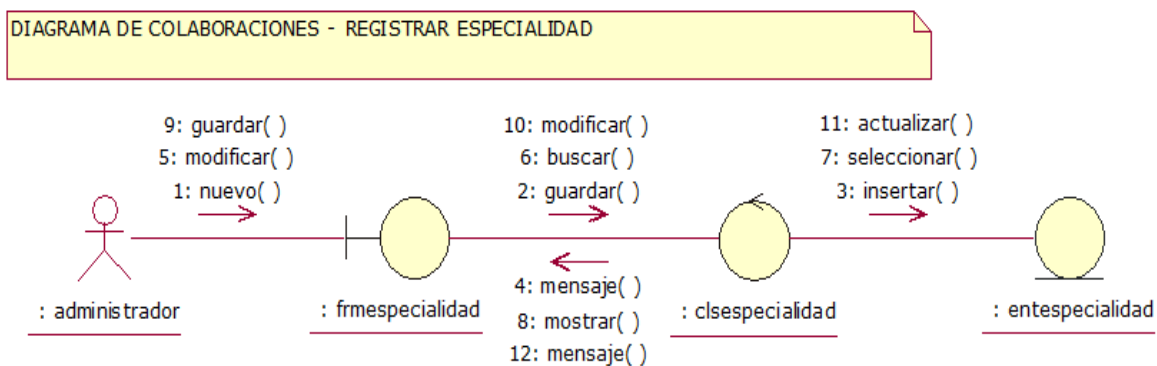 DIAGRAMA DE COLABORACIONES - REGISTRAR ESPECIALIDAD
9: guardar( )
5: modificar( )
1: nuevo( )
10: modificar( )
6: buscar( )
2: guardar( )
11: actualizar( )
7: seleccionar( )
3: insertar( )
4: mensaje( )
8: mostrar( )
12: mensaje( )
: administrador
: frmespecialidad
: clsespecialidad
: entespecialidad